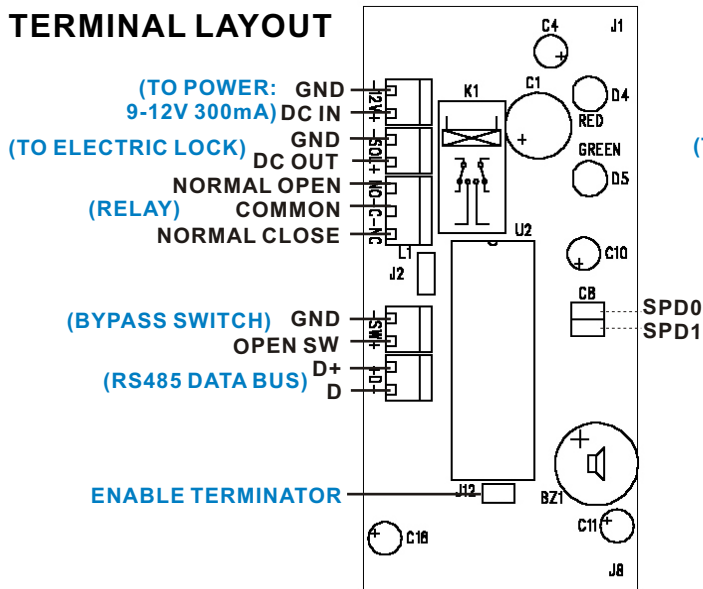 TERMINAL LAYOUT
C4
J1
(TO POWER:
9-12V 300mA)
GND
DC IN
-12V+
K1
C1
D4
RED
(TO ELECTRIC LOCK)
GND
DC OUT
-SOL+
GREEN
D5
(RELAY)
NORMAL OPEN
COMMON
NORMAL CLOSE
NO-C-NC
L1
J2
U2
C10
C8
SPD0
SPD1
(BYPASS SWITCH)
GND
OPEN SW
-SW+
(RS485 DATA BUS)
D+
D
+D-
ENABLE TERMINATOR
J12
BZ1
C18
C11
J8